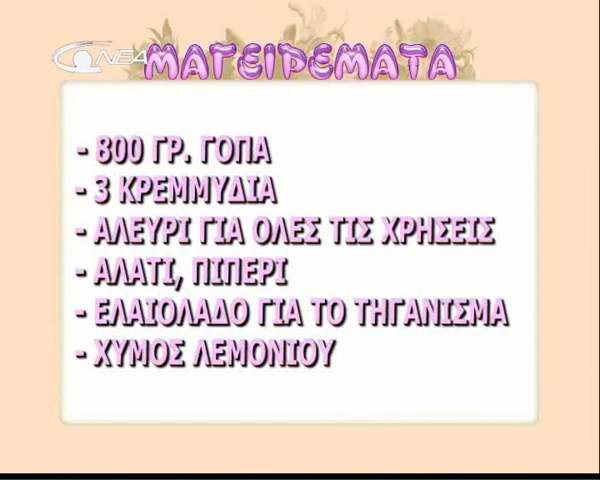 ΝΕΑ
ΜΑΓΕΙΡΕΜΑΤΑ
- 800 ΓΡ. ΓΟΠΑ
- 3 ΚΡΕΜΜΥΔΙΑ
- ΑΛΕΥΡΙ ΓΙΑ ΟΛΕΣ ΤΙΣ ΧΡΗΣΕΙΣ
- ΑΛΑΤΙ, ΠΙΠΕΡΙ
- ΕΛΑΙΟΛΑΔΟ ΓΙΑ ΤΟ ΤΗΓΑΝΙΣΜΑ
- ΧΥΜΟΣ ΛΕΜΟΝΙΟΥ